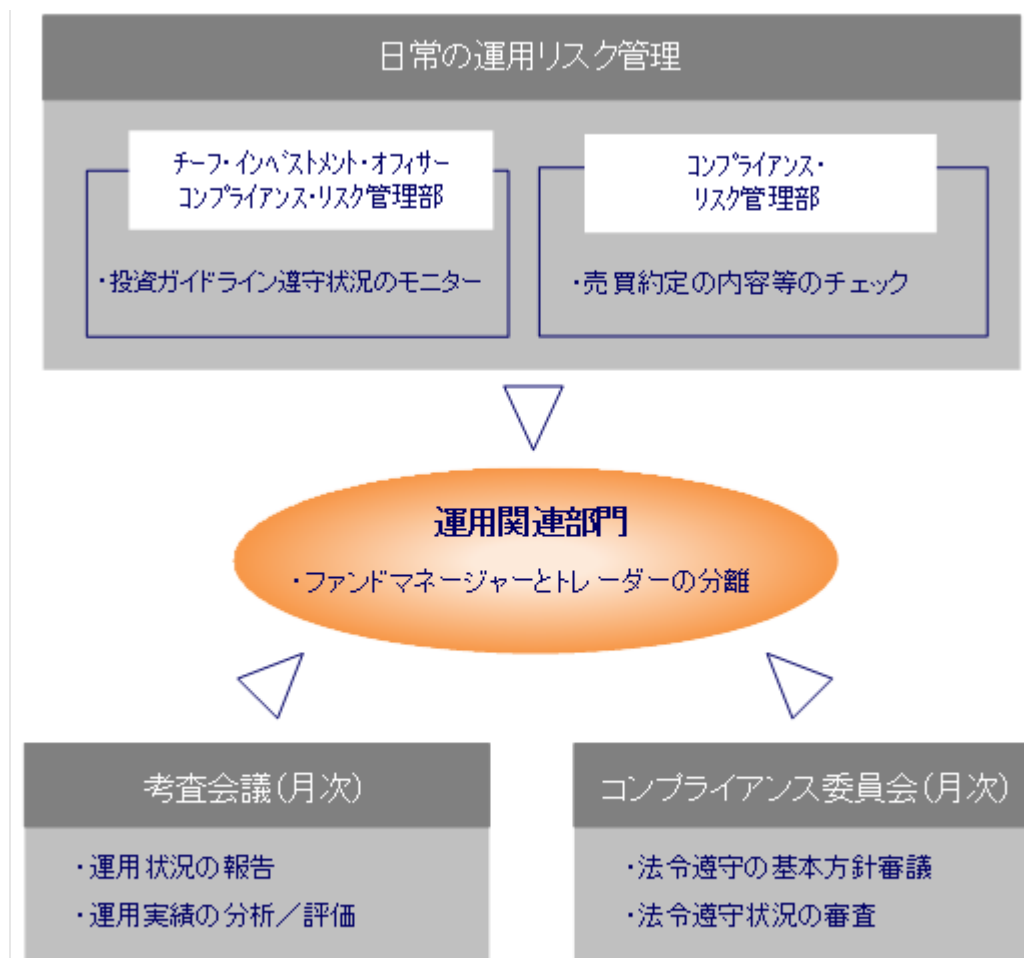 日常の運用リスク管理
チーフ・インベストメント・オフィサー
コンプライアンス・リスク管理部
・投資ガイドライン遵守状況のモニター
コンプライアンス・
リスク管理部
・売買約定の内容等のチェック
運用関連部門
・ファンドマネージャーとトレーダーの分離
考査会議(月次)
・運用状況の報告
・運用実績の分析／評価
コンプライアンス委員会(月次)
・法令遵守の基本方針審議
・法令遵守状況の審査